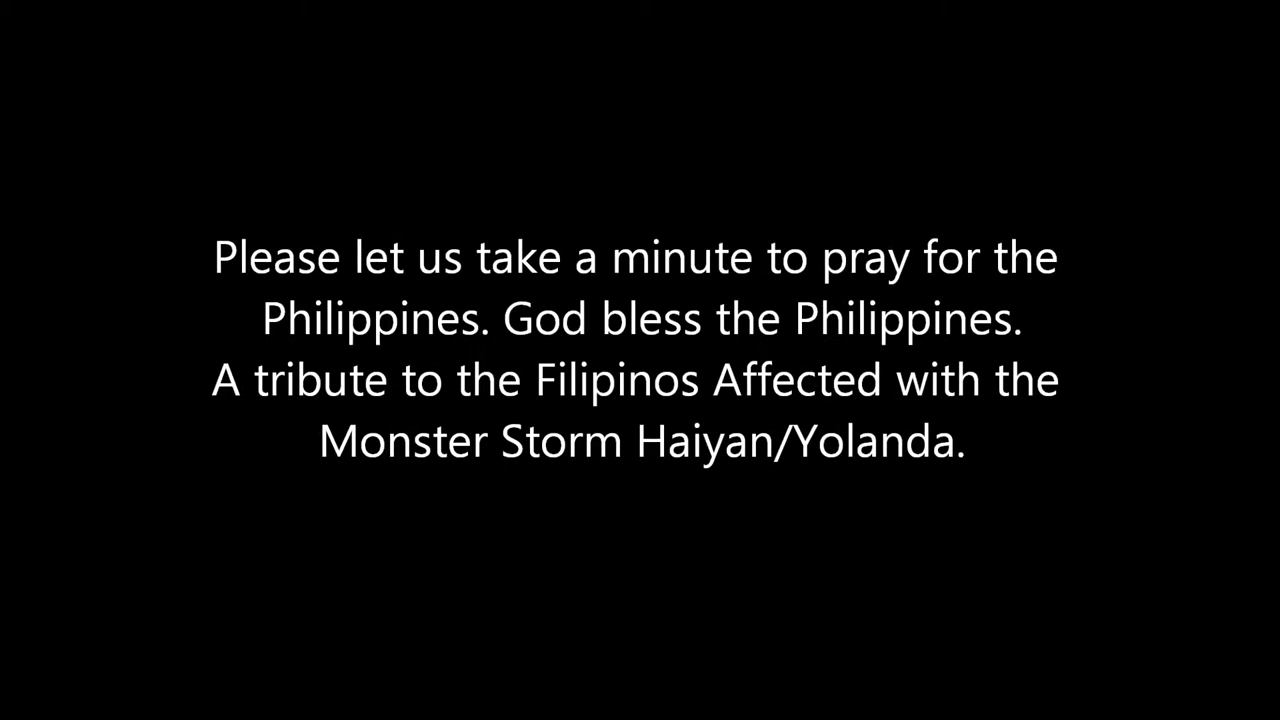 Please let us take a minute to pray for the
Philippines. God bless the Philippines.
A tribute to the Filipinos Affected with the
Monster Storm Haiyan/Yolanda.